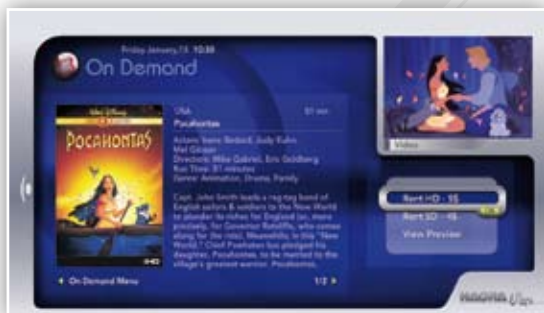 Friday January, 15 10:35
On Demand
Walt Disney
POCAHONTAS
HD
USA 81 min
Pocahontas
Actors: Irene Bedard, Judy Kuhn
Mel Gibson
Directors: Mike Gabriel, Eric Goldberg
Run Time: 81 minutes
Genre: Animation, Drama, Family
Capt. John Smith leads a rag-tag band of
English sailors & soldiers to the New World
to plunder its riches for England (or, more
precisely, for Governor Ratcliffe, who comes
along for the ride). Meanwhile, in this "New
World," Chief Powhatan has pledged his
daughter, Pocahontas, to be married to the
village's greatest warrior. Pocahontas,
On Demand Menu
1/2
Video
Rent HD - 5$
Rent SD - 4$
View Preview
NAGRA